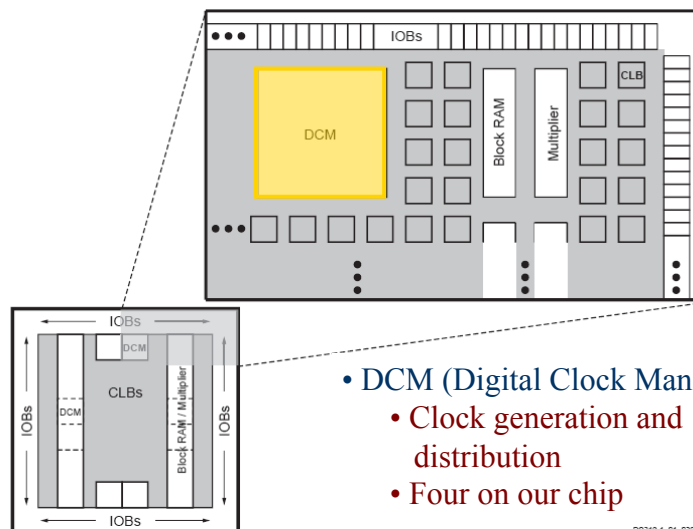 IOBs
CLB
DCM
Block RAM
Multiplier
IOBs
DCM
IOBs
DCM
CLBs
Block RAM / Multiplier
IOBs
IOBs
• DCM (Digital Clock Man
• Clock generation and
distribution
• Four on our chip